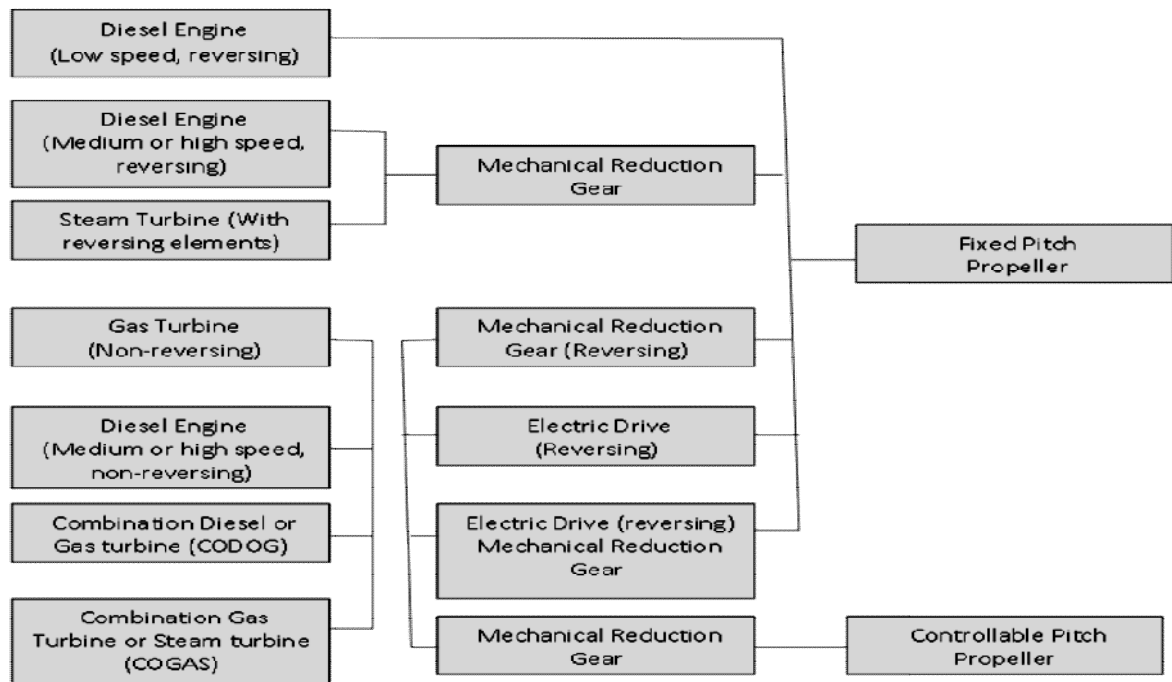 Diesel Engine
(Low speed, reversing)
Diesel Engine
(Medium or high speed,
reversing)
Steam Turbine (With
reversing elements)
Gas Turbine
(Non-reversing)
Diesel Engine
(Medium or high speed,
non-reversing)
Combination Diesel or
Gas turbine (CODOG)
Combination Gas
Turbine or Steam turbine
(COGAS)
Mechanical Reduction
Gear
Mechanical Reduction
Gear (Reversing)
Electric Drive
(Reversing)
Electric Drive (reversing)
Mechanical Reduction
Gear
Mechanical Reduction
Gear
Fixed Pitch
Propeller
Controllable Pitch
Propeller